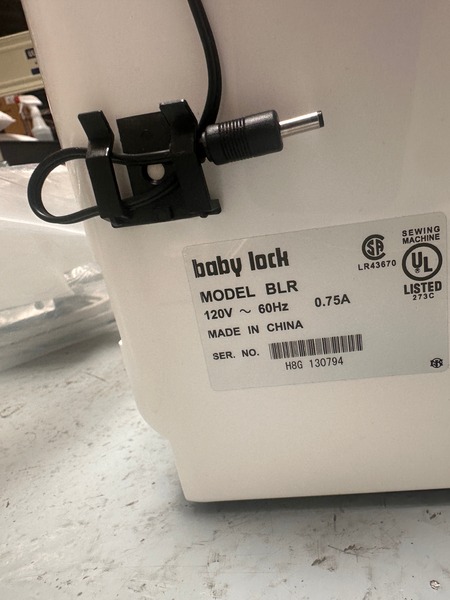 baby lock
MODEL BLR
120V ~ 60Hz 0.75A
MADE IN CHINA
SER. NO.
H8G 130794
LR43670
SEWING
MACHINE
UL
LISTED
273C